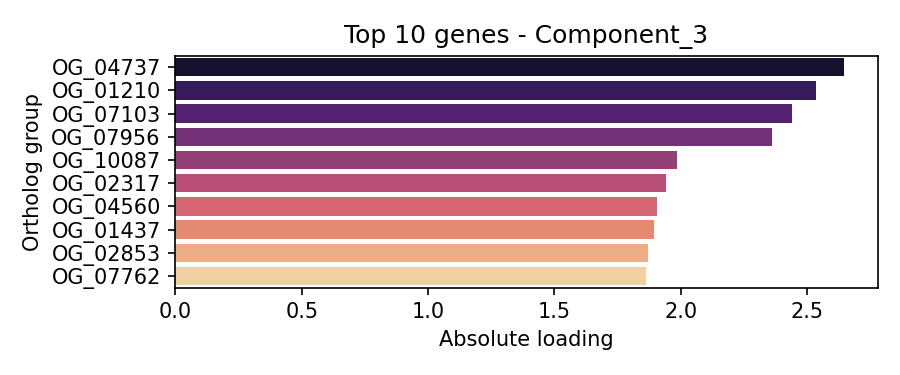 Top 10 genes - Component_3
Ortholog group
OG_04737
OG_01210
OG_07103
OG_07956
OG_10087
OG_02317
OG_04560
OG_01437
OG_02853
OG_07762
0.0 0.5 1.0 1.5 2.0 2.5
Absolute loading